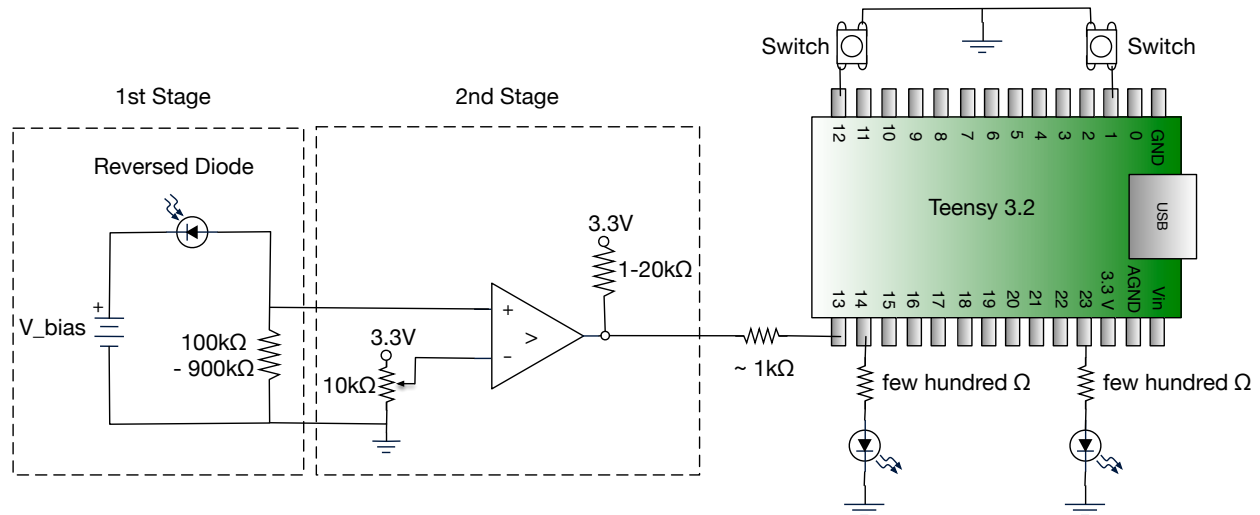 1st Stage
Reversed Diode
+
V_bias
100kΩ
- 900kΩ
2nd Stage
3.3V
1-20kΩ
+
>
-
3.3V
10kΩ
~ 1kΩ
Switch
Switch
12 11 10 9 8 7 6 5 4 3 2 1 0 GND
Teensy 3.2
USB
13 14 15 16 17 18 19 20 21 22 23 3.3 V AGND Vin
few hundred Ω
few hundred Ω